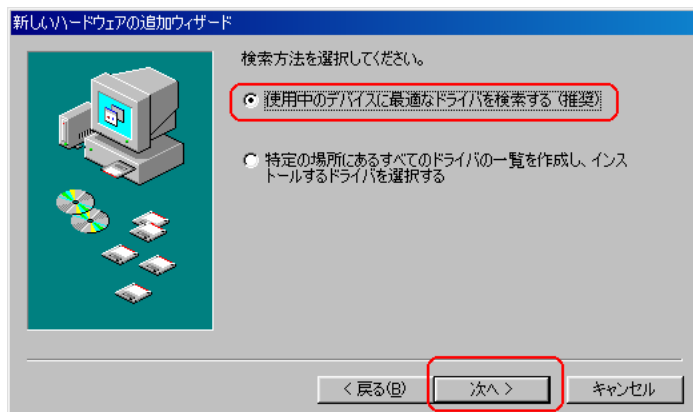 新しいハードウェアの追加ウィザード
検索方法を選択してください。
使用中のデバイスに最適なドライバを検索する (推奨)
特定の場所にあるすべてのドライバの一覧を作成し、インス
トールするドライバを選択する
< 戻る(B)
次へ >
キャンセル